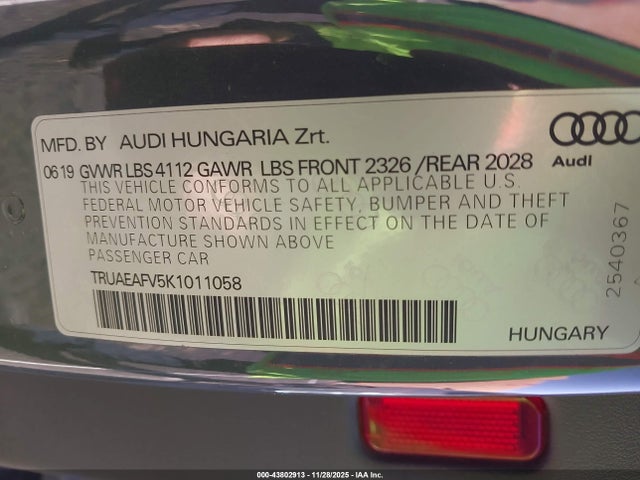 MFD. BY AUDI HUNGARIA Zrt.
Audi
06 19 GVWR LBS 4112 GAWR LBS FRONT 2326 / REAR 2028
THIS VEHICLE CONFORMS TO ALL APPLICABLE U.S.
FEDERAL MOTOR VEHICLE SAFETY, BUMPER AND THEFT
PREVENTION STANDARDS IN EFFECT ON THE DATE OF
MANUFACTURE SHOWN ABOVE
PASSENGER CAR
TRUAEAFV5K1011058
2540367
HUNGARY
000-43802913 - 11/28/2025 - IAA Inc.